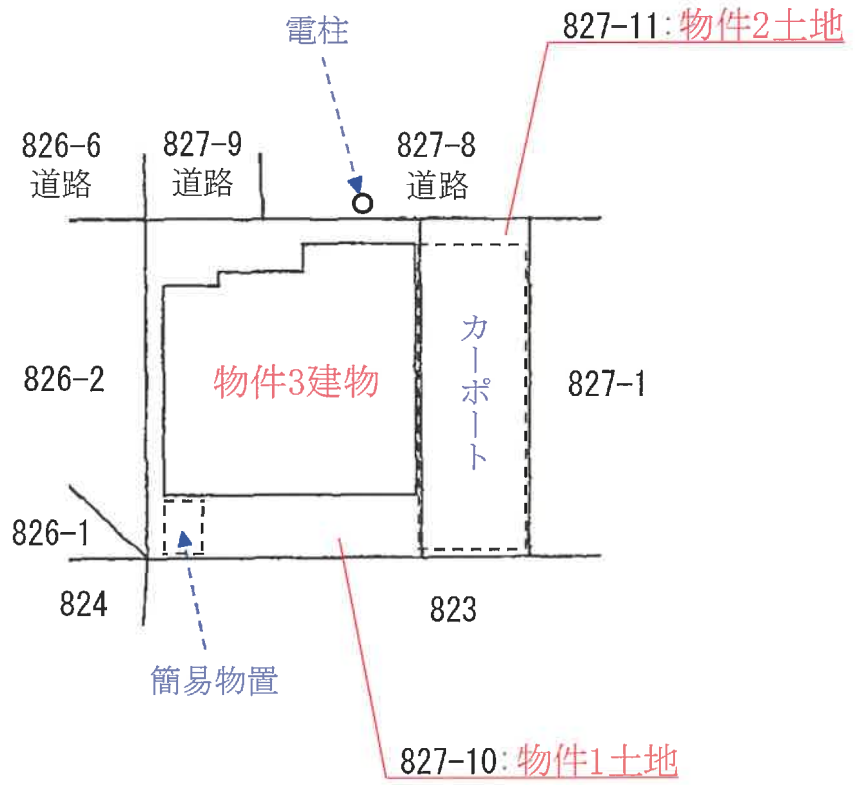 827-11:物件2土地
電柱
826-6
道路
827-9
道路
827-8
道路
826-2
物件3建物
カーポート
827-1
826-1
824
823
簡易物置
827-10:物件1土地